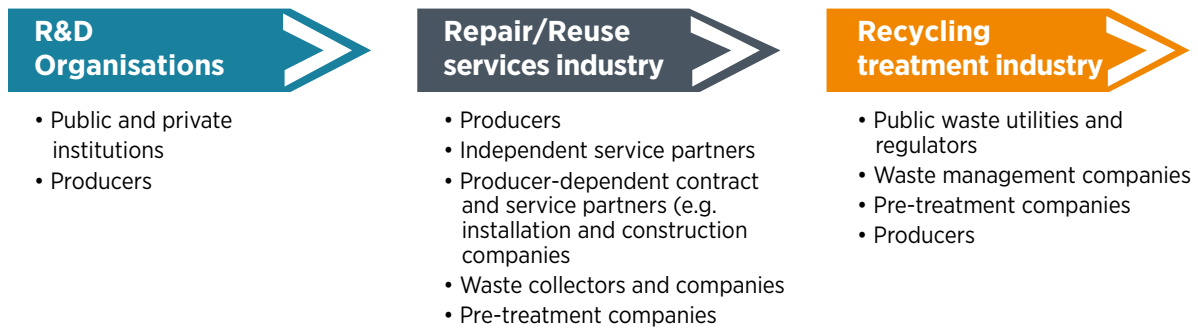 R&D
Organisations
• Public and private
institutions
• Producers
Repair/Reuse
services industry
• Producers
• Independent service partners
• Producer-dependent contract
and service partners (e.g.
installation and construction
companies
• Waste collectors and companies
• Pre-treatment companies
Recycling
treatment industry
• Public waste utilities and
regulators
• Waste management companies
• Pre-treatment companies
• Producers